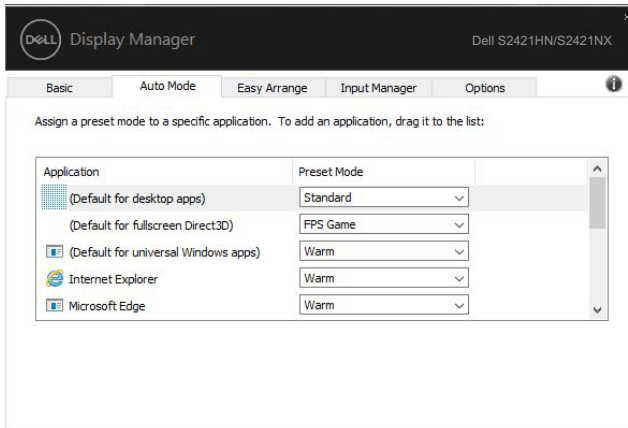 DELL Display Manager Dell S2421HN/S2421NX
Basic Auto Mode Easy Arrange Input Manager Options
Assign a preset mode to a specific application. To add an application, drag it to the list:
Application Preset Mode
(Default for desktop apps) Standard
(Default for fullscreen Direct3D) FPS Game
(Default for universal Windows apps) Warm
Internet Explorer Warm
Microsoft Edge Warm